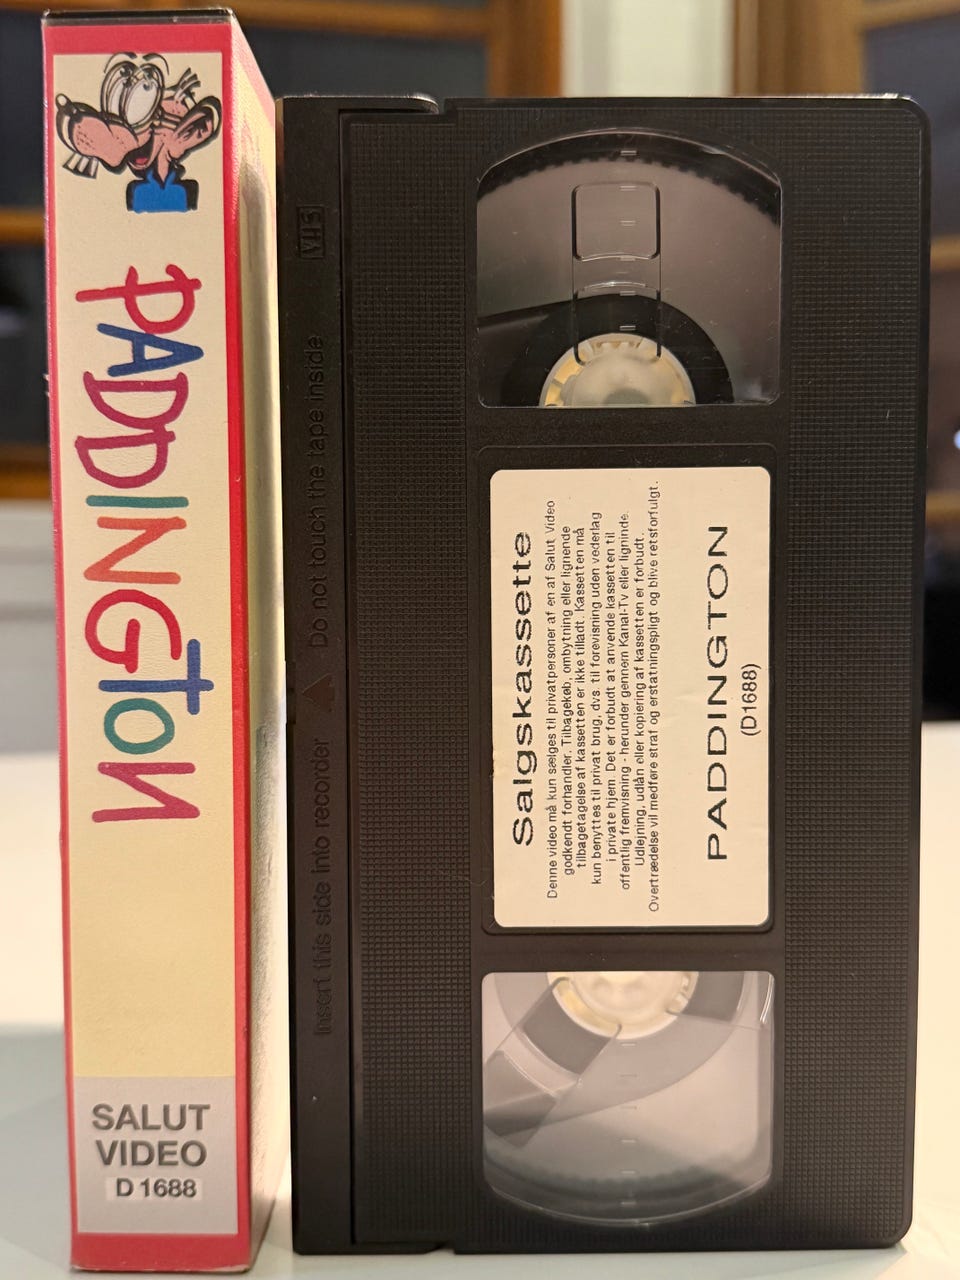 PADDINGTON
SALUT
VIDEO
D 1688
VHS
Do not touch the tape inside
Insert this side into recorder
Salgskassette
Denne video må kun sælges til privatpersoner af en af Salut Video
godkendt forhandler. Tilbagekøb, ombytning eller lignende
tilbagetagelse af kassetten er ikke tilladt. Kassetten må
kun benyttes til privat brug, dvs. til forevisning uden vederlag
i private hjem. Det er forbudt at anvende kassetten til
offentlig fremvisning - herunder gennem Kanal-Tv eller ligninde.
Udlejning, udlån eller kopiering af kassetten er forbudt.
Overtrædelse vil medføre straf og erstatningspligt og blive retsforfulgt.
PADDINGTON
(D1688)